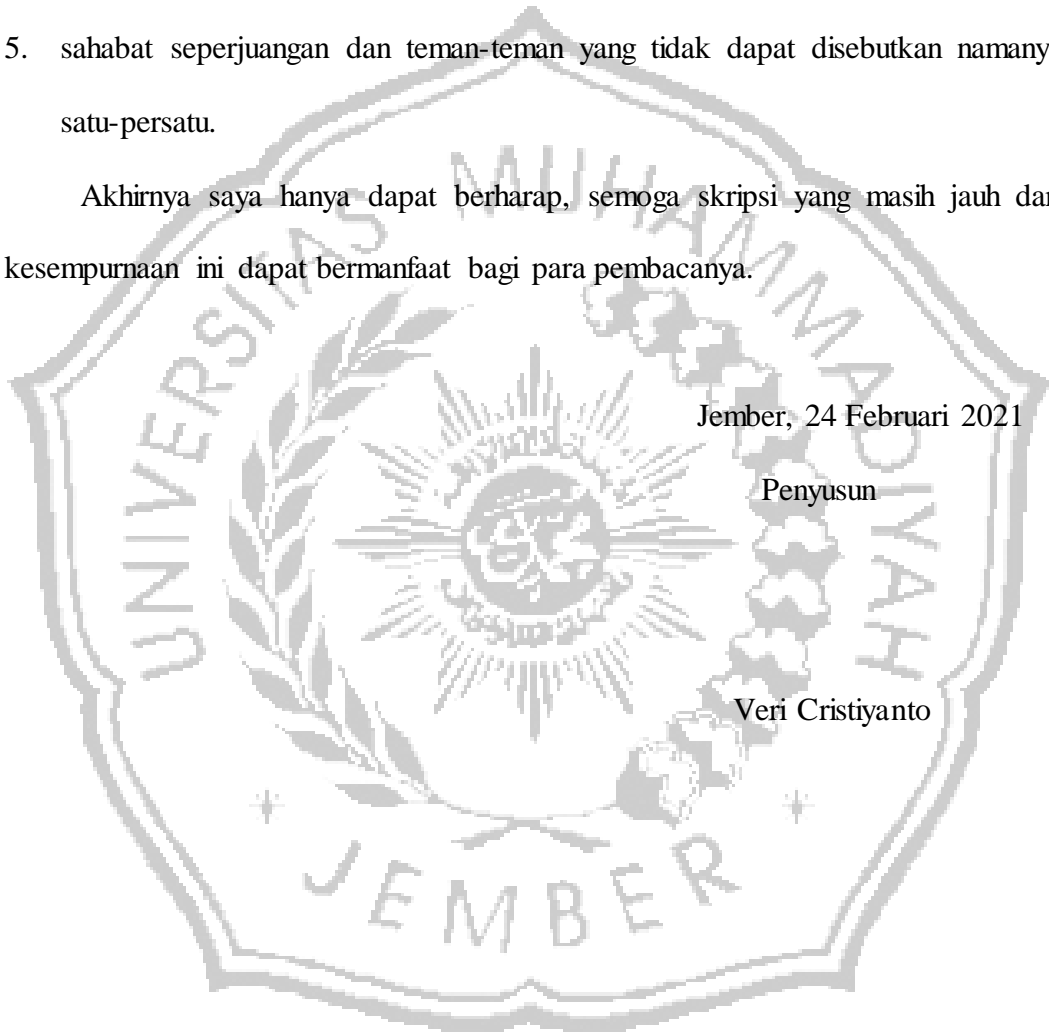 5. sahabat seperjuangan dan teman-teman yang tidak dapat disebutkan namany
satu-persatu.
Akhirnya saya hanya dapat berharap, semoga skripsi yang masih jauh dar
kesempurnaan ini dapat bermanfaat bagi para pembacanya.
UNIVERSITAS MUHAMMADIYAH
Jember, 24 Februari 2021
Penyusun
Veri Cristiyanto
JEMBER